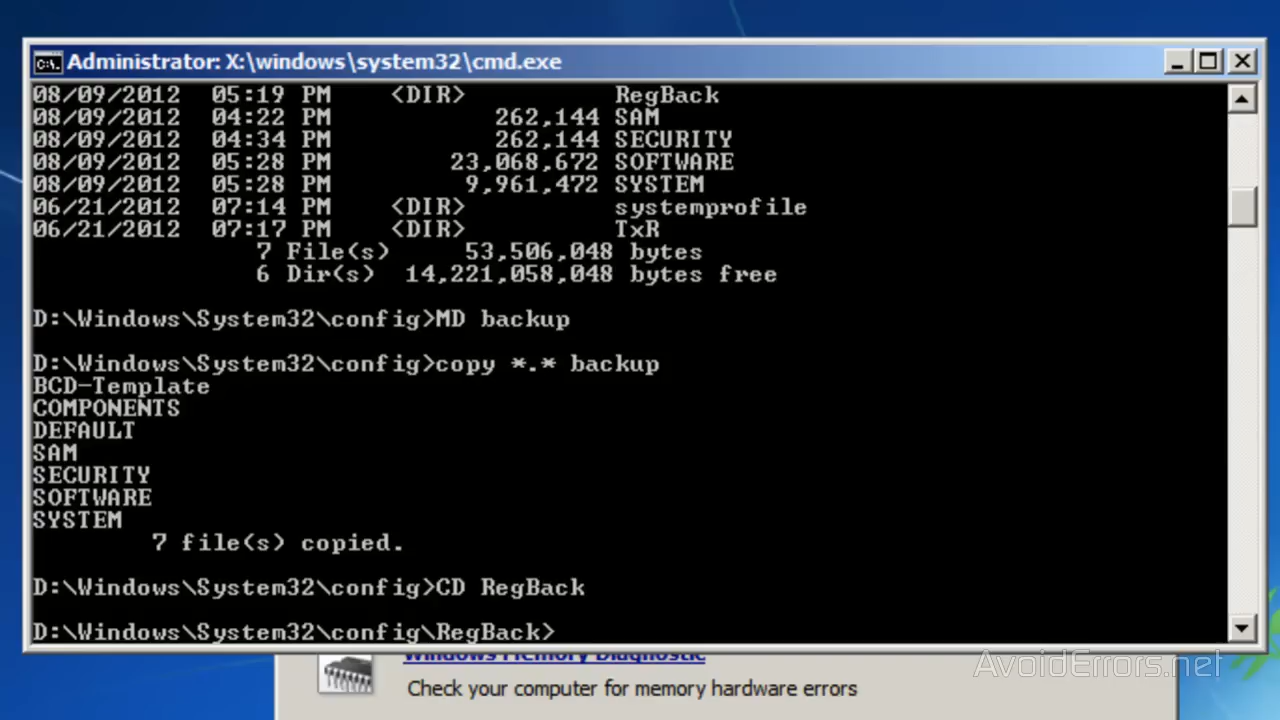 Administrator: X:\windows\system32\cmd.exe
08/09/2012  05:19 PM    <DIR>          RegBack
08/09/2012  04:22 PM           262,144 SAM
08/09/2012  04:34 PM           262,144 SECURITY
08/09/2012  05:28 PM        23,068,672 SOFTWARE
08/09/2012  05:28 PM         9,961,472 SYSTEM
06/21/2012  07:14 PM    <DIR>          systemprofile
06/21/2012  07:17 PM    <DIR>          TxR
               7 File(s)     53,506,048 bytes
               6 Dir(s)  14,221,058,048 bytes free
D:\Windows\System32\config>MD backup
D:\Windows\System32\config>copy *.* backup
BCD-Template
COMPONENTS
DEFAULT
SAM
SECURITY
SOFTWARE
SYSTEM
        7 file(s) copied.
D:\Windows\System32\config>CD RegBack
D:\Windows\System32\config\RegBack>
Windows Memory Diagnostic
Check your computer for memory hardware errors
AvoidErrors.net